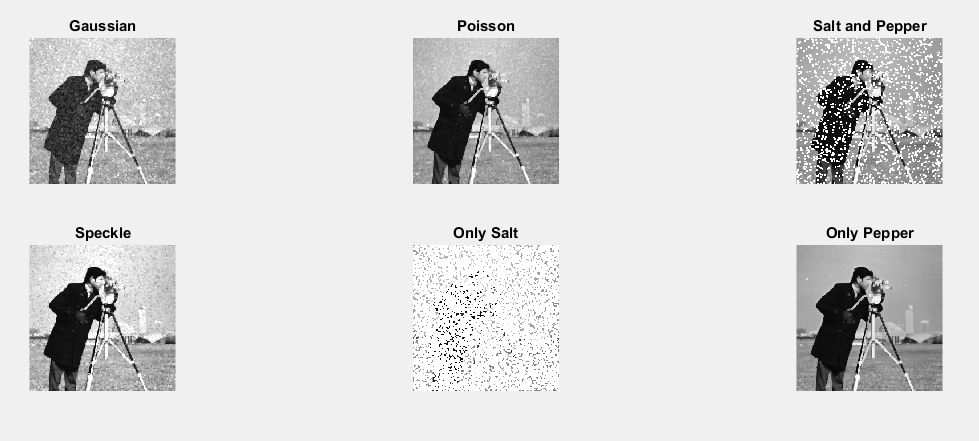 Gaussian
Poisson
Salt and Pepper
Speckle
Only Salt
Only Pepper